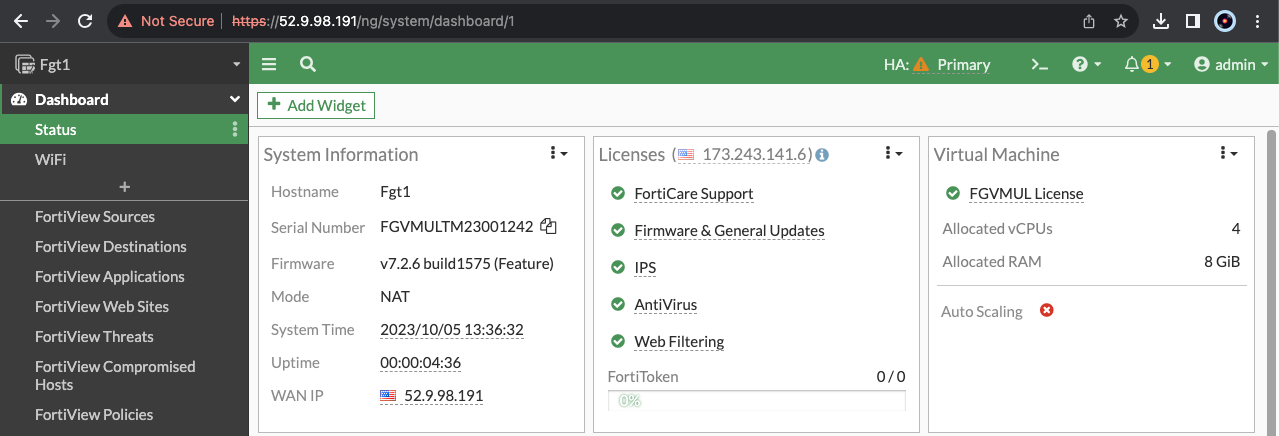 Not Secure https://52.9.98.191/ng/system/dashboard/1
Fgt1
HA: Primary
>_
?
1
admin
Dashboard
Status
WiFi
+
FortiView Sources
FortiView Destinations
FortiView Applications
FortiView Web Sites
FortiView Threats
FortiView Compromised
Hosts
FortiView Policies
+ Add Widget
System Information
Hostname Fgt1
Serial Number FGVMULTM23001242
Firmware v7.2.6 build1575 (Feature)
Mode NAT
System Time 2023/10/05 13:36:32
Uptime 00:00:04:36
WAN IP 52.9.98.191
Licenses (173.243.141.6)
FortiCare Support
Firmware & General Updates
IPS
AntiVirus
Web Filtering
FortiToken 0 / 0
0%
Virtual Machine
FGVMUL License
Allocated vCPUs 4
Allocated RAM 8 GiB
Auto Scaling